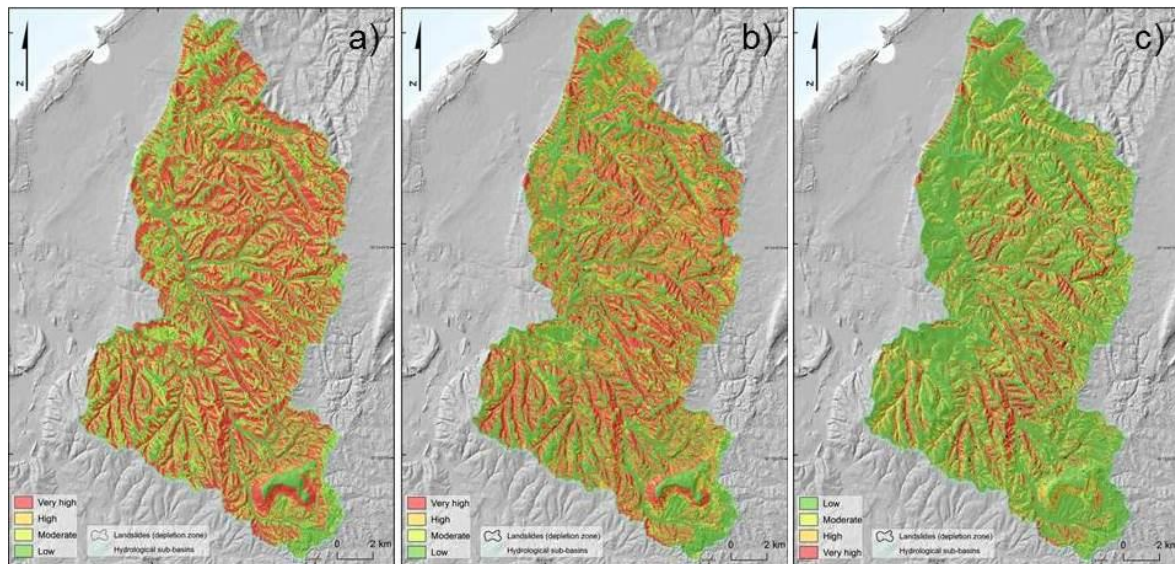 a)
N
Very high
High
Moderate
Low
Landslides (depletion zone)
Hydrological sub-basins
0 2 km
b)
N
Very high
High
Moderate
Low
Landslides (depletion zone)
Hydrological sub-basins
0 2 km
c)
N
Low
Moderate
High
Very high
Landslides (depletion zone)
Hydrological sub-basins
0 2 km